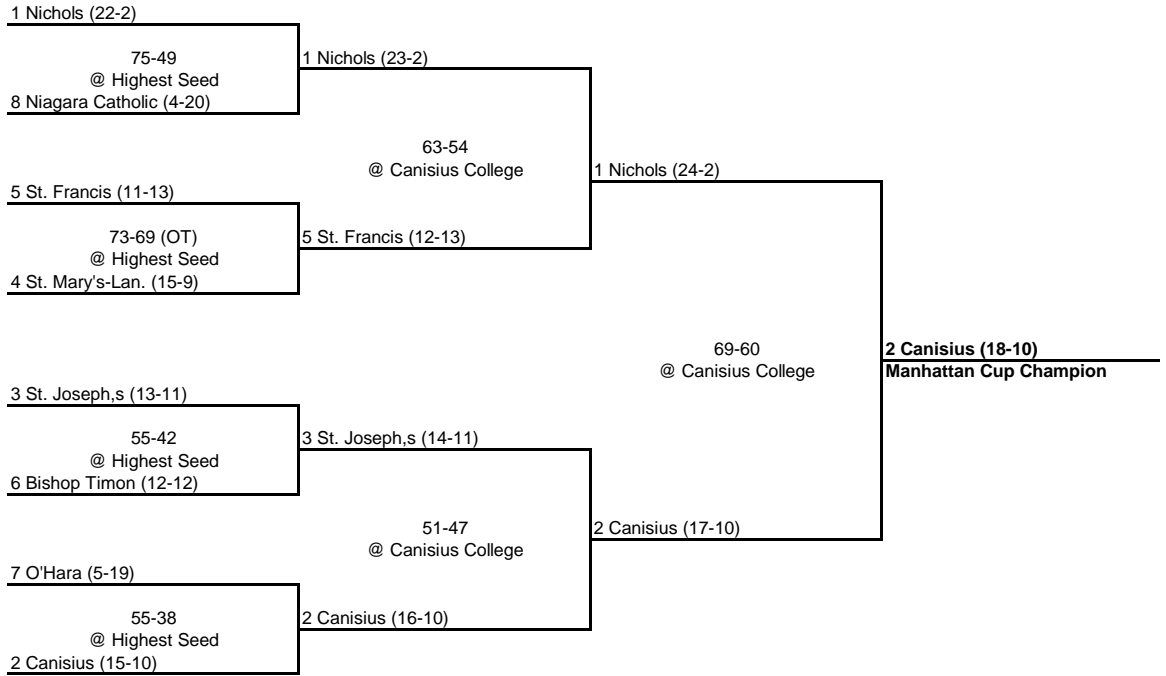 1 Nichols (22-2)
75-49
@ Highest Seed
8 Niagara Catholic (4-20)
1 Nichols (23-2)
63-54
@ Canisius College
5 St. Francis (11-13)
73-69 (OT)
@ Highest Seed
4 St. Mary's-Lan. (15-9)
5 St. Francis (12-13)
1 Nichols (24-2)
69-60
@ Canisius College
2 Canisius (18-10)
Manhattan Cup Champion
3 St. Joseph,s (13-11)
55-42
@ Highest Seed
6 Bishop Timon (12-12)
3 St. Joseph,s (14-11)
51-47
@ Canisius College
2 Canisius (17-10)
7 O'Hara (5-19)
55-38
@ Highest Seed
2 Canisius (15-10)
2 Canisius (16-10)